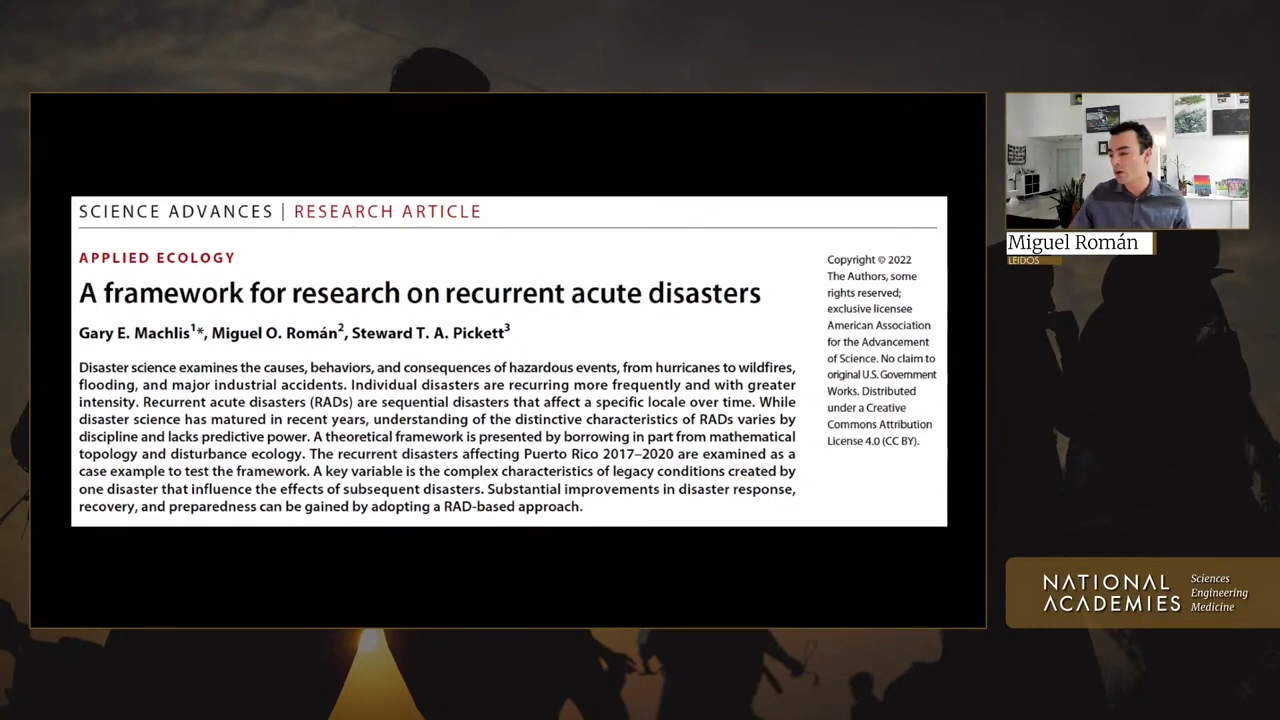 SCIENCE ADVANCES | RESEARCH ARTICLE
APPLIED ECOLOGY
A framework for research on recurrent acute disasters
Gary E. Machlis1*, Miguel O. Román2, Steward T. A. Pickett3
Disaster science examines the causes, behaviors, and consequences of hazardous events, from hurricanes to wildfires,
flooding, and major industrial accidents. Individual disasters are recurring more frequently and with greater
intensity. Recurrent acute disasters (RADs) are sequential disasters that affect a specific locale over time. While
disaster science has matured in recent years, understanding of the distinctive characteristics of RADs varies by
discipline and lacks predictive power. A theoretical framework is presented by borrowing in part from mathematical
topology and disturbance ecology. The recurrent disasters affecting Puerto Rico 2017–2020 are examined as a
case example to test the framework. A key variable is the complex characteristics of legacy conditions created by
one disaster that influence the effects of subsequent disasters. Substantial improvements in disaster response,
recovery, and preparedness can be gained by adopting a RAD-based approach.
Copyright © 2022
The Authors, some
rights reserved;
exclusive licensee
American Association
for the Advancement
of Science. No claim to
original U.S. Government
Works. Distributed
under a Creative
Commons Attribution
License 4.0 (CC BY).
Miguel Román
LEIDOS
NATIONAL
ACADEMIES
Sciences
Engineering
Medicine